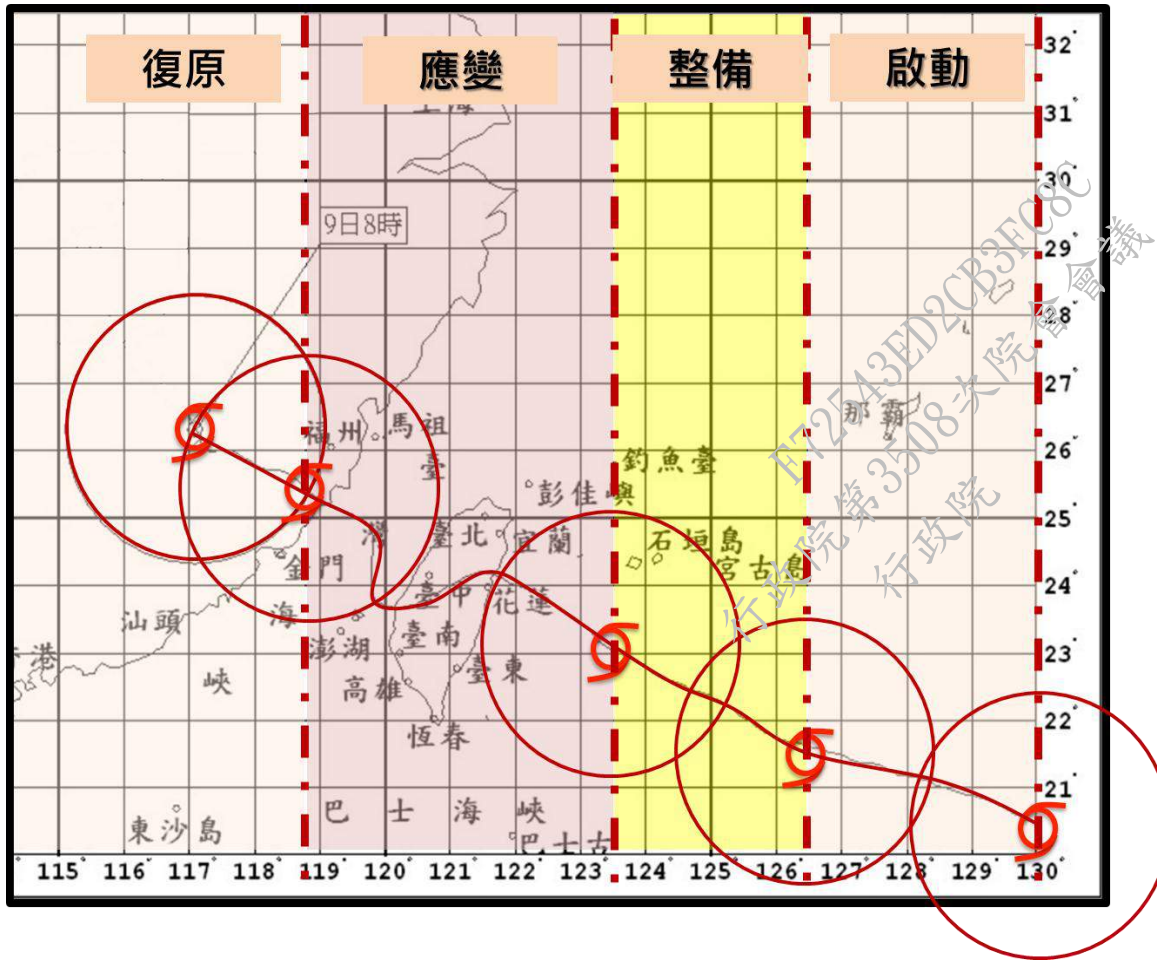 復原 應變 整備 啟動
上海
9日8時
32°
31°
30°
29°
28°
27°
26°
25°
24°
23°
22°
21°
那霸
福州 馬祖
釣魚臺
彭佳嶼
臺
灣
海
峽
臺北 宜蘭
石垣島
宮古島
金門
臺中 花蓮
汕頭
澎湖
臺南
高雄
臺東
恆春
香港
東沙島
巴士海峽
巴士古
115° 116° 117° 118° 119° 120° 121° 122° 123° 124° 125° 126° 127° 128° 129° 130°
F72543ED2CB3FC8C
行政院第3508次院會會議
行政院